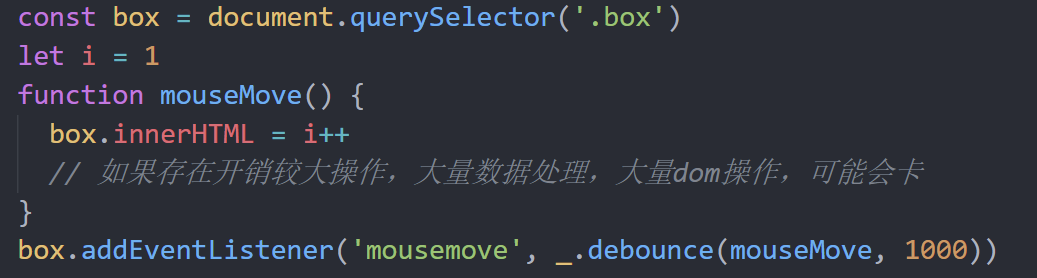 const box = document.querySelector('.box')
let i = 1
function mouseMove() {
  box.innerHTML = i++
  // 如果存在开销较大操作，大量数据处理，大量dom操作，可能会卡
}
box.addEventListener('mousemove', _.debounce(mouseMove, 1000))